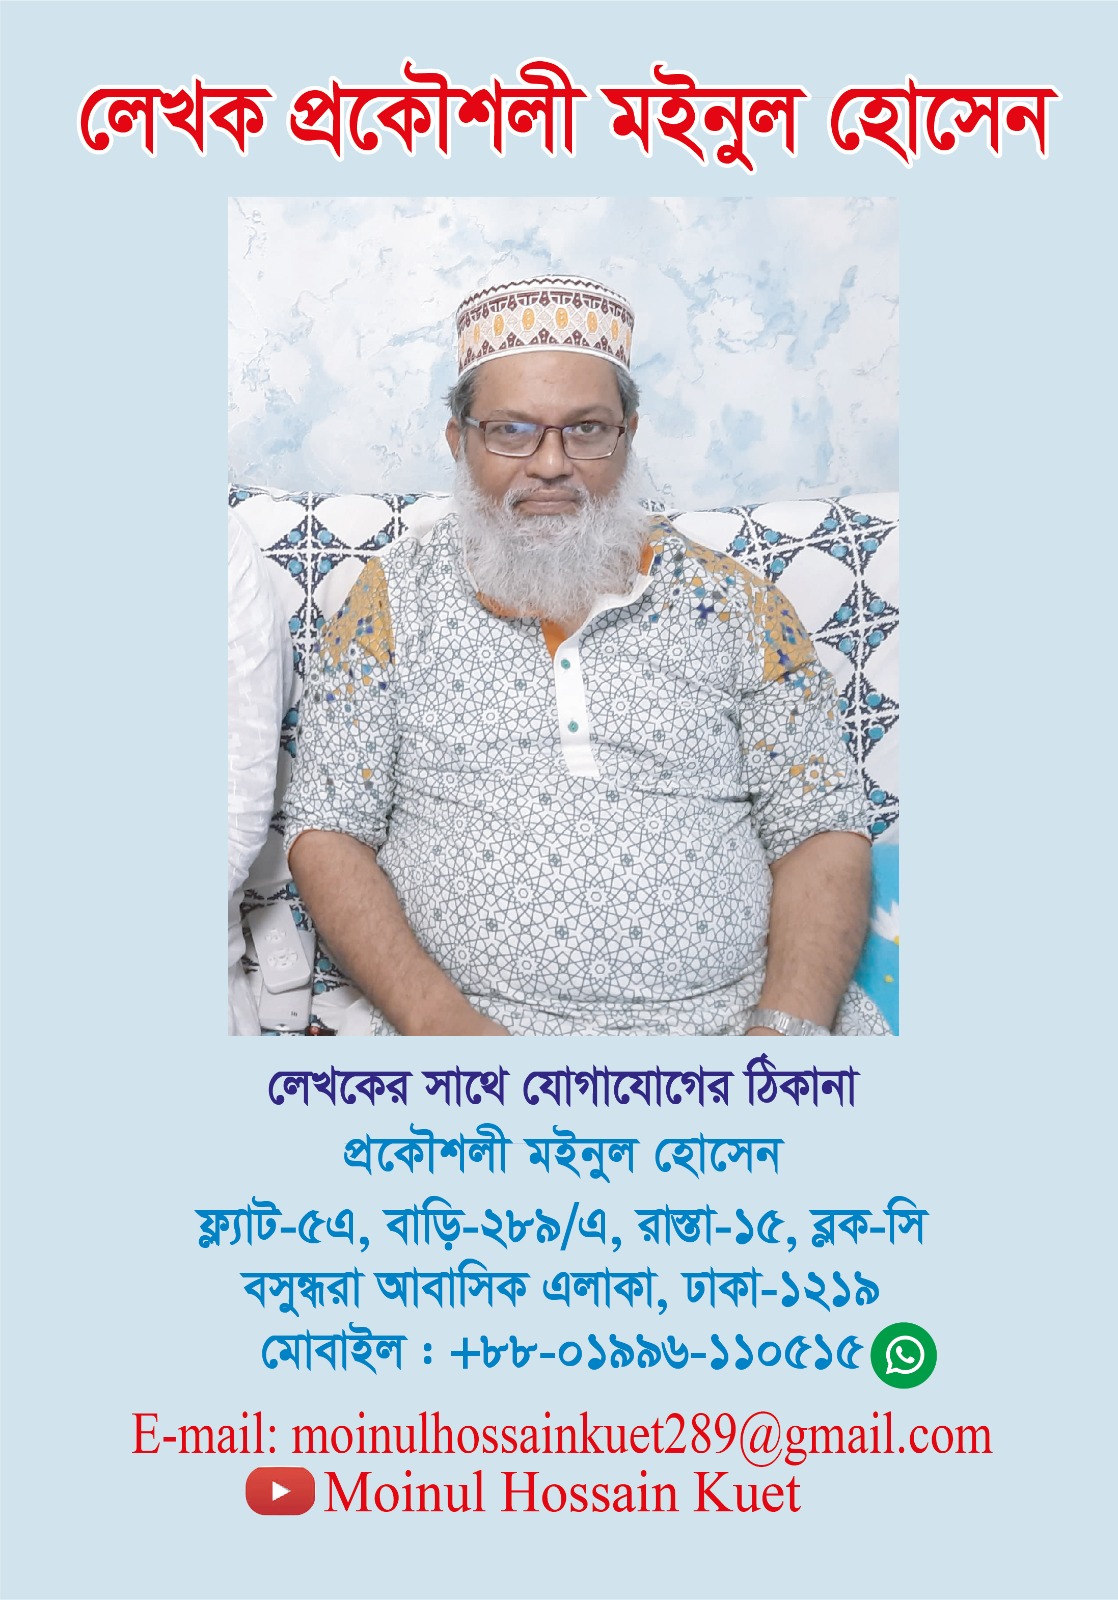 লেখক প্রকৌশলী মইনুল হোসেন
লেখকের সাথে যোগাযোগের ঠিকানা
প্রকৌশলী মইনুল হোসেন
ফ্ল্যাট-৫এ, বাড়ি-২৮৯/এ, রাস্তা-১৫, ব্লক-সি
বসুন্ধরা আবাসিক এলাকা, ঢাকা-১২১৯
মোবাইল : +৮৮-০১৯৯৬-১১০৫১৫
E-mail: moinulhossainkuet289@gmail.com
Moinul Hossain Kuet